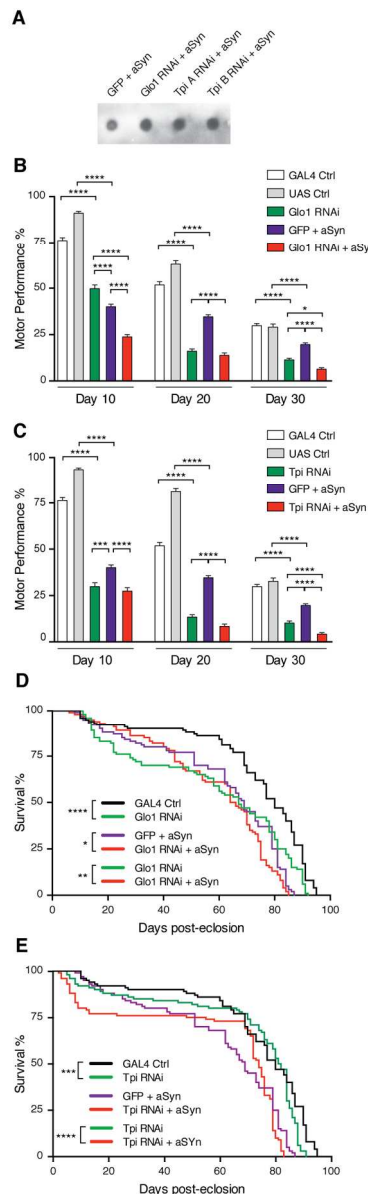 A
GFP + aSyn
Glo1 RNAi + aSyn
Tpi A RNAi + aSyn
Tpi B RNAi + aSyn
B
Motor Performance %
100
75
50
25
0
**** ****
**** **** ****
**** **** ****
**** ****
**** * ****
GAL4 Ctrl
UAS Ctrl
Glo1 RNAi
GFP + aSyn
Glo1 RNAi + aSy
Day 10 Day 20 Day 30
C
Motor Performance %
100
75
50
25
0
**** ****
*** ****
**** ****
****
**** ****
**** ****
GAL4 Ctrl
UAS Ctrl
Tpi RNAi
GFP + aSyn
Tpi RNAi + aSyn
Day 10 Day 20 Day 30
D
Survival %
100
75
50
25
0
**** GAL4 Ctrl
Glo1 RNAi
* GFP + aSyn
Glo1 RNAi + aSyn
** Glo1 RNAi
Glo1 RNAi + aSyn
0 20 40 60 80 100
Days post-eclosion
E
Survival %
100
75
50
25
0
*** GAL4 Ctrl
Tpi RNAi
GFP + aSyn
Tpi RNAi + aSyn
**** Tpi RNAi
Tpi RNAi + aSYn
0 20 40 60 80 100
Days post-eclosion